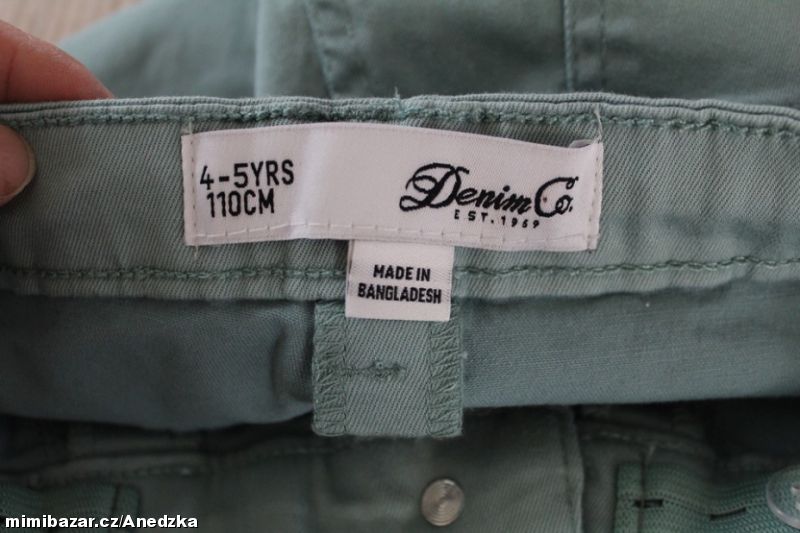 4-5YRS
110CM
Denim Co.
EST. 1969
MADE IN
BANGLADESH
mimibazar.cz/Anedzka